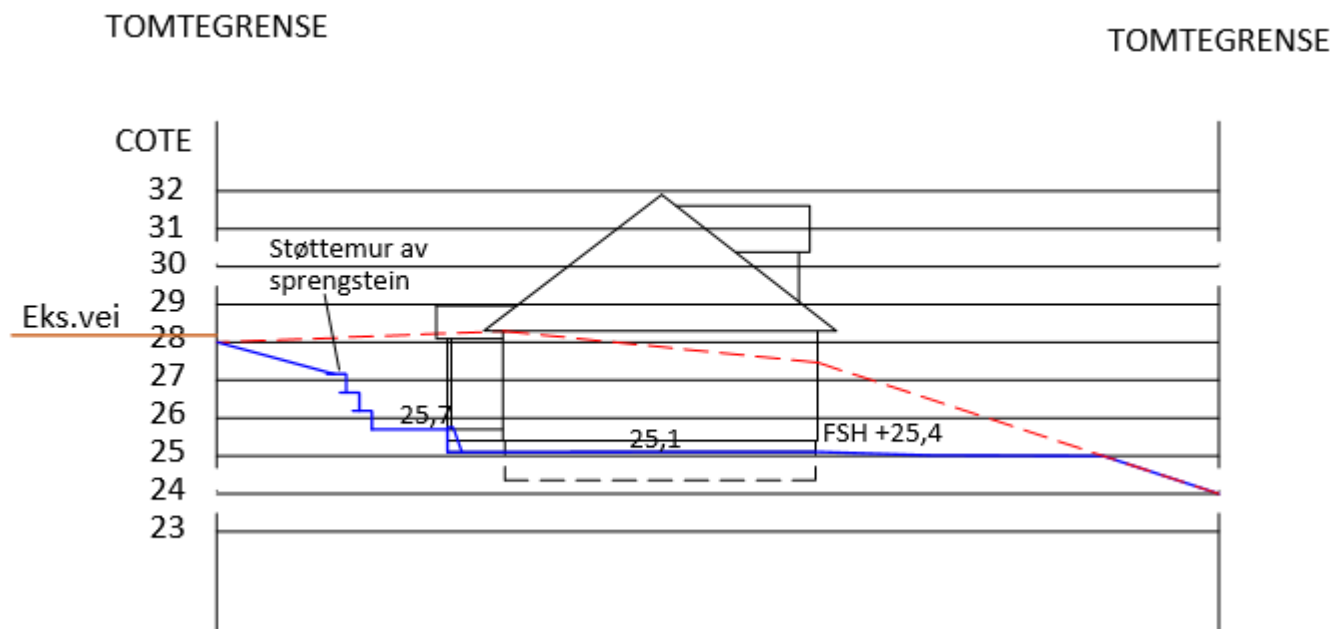 TOMTEGRENSE
TOMTEGRENSE
COTE
32
31
Støttemur av
sprengstein
30
29
Eks.vei
28
27
26
25,7
25,1
FSH +25,4
25
24
23